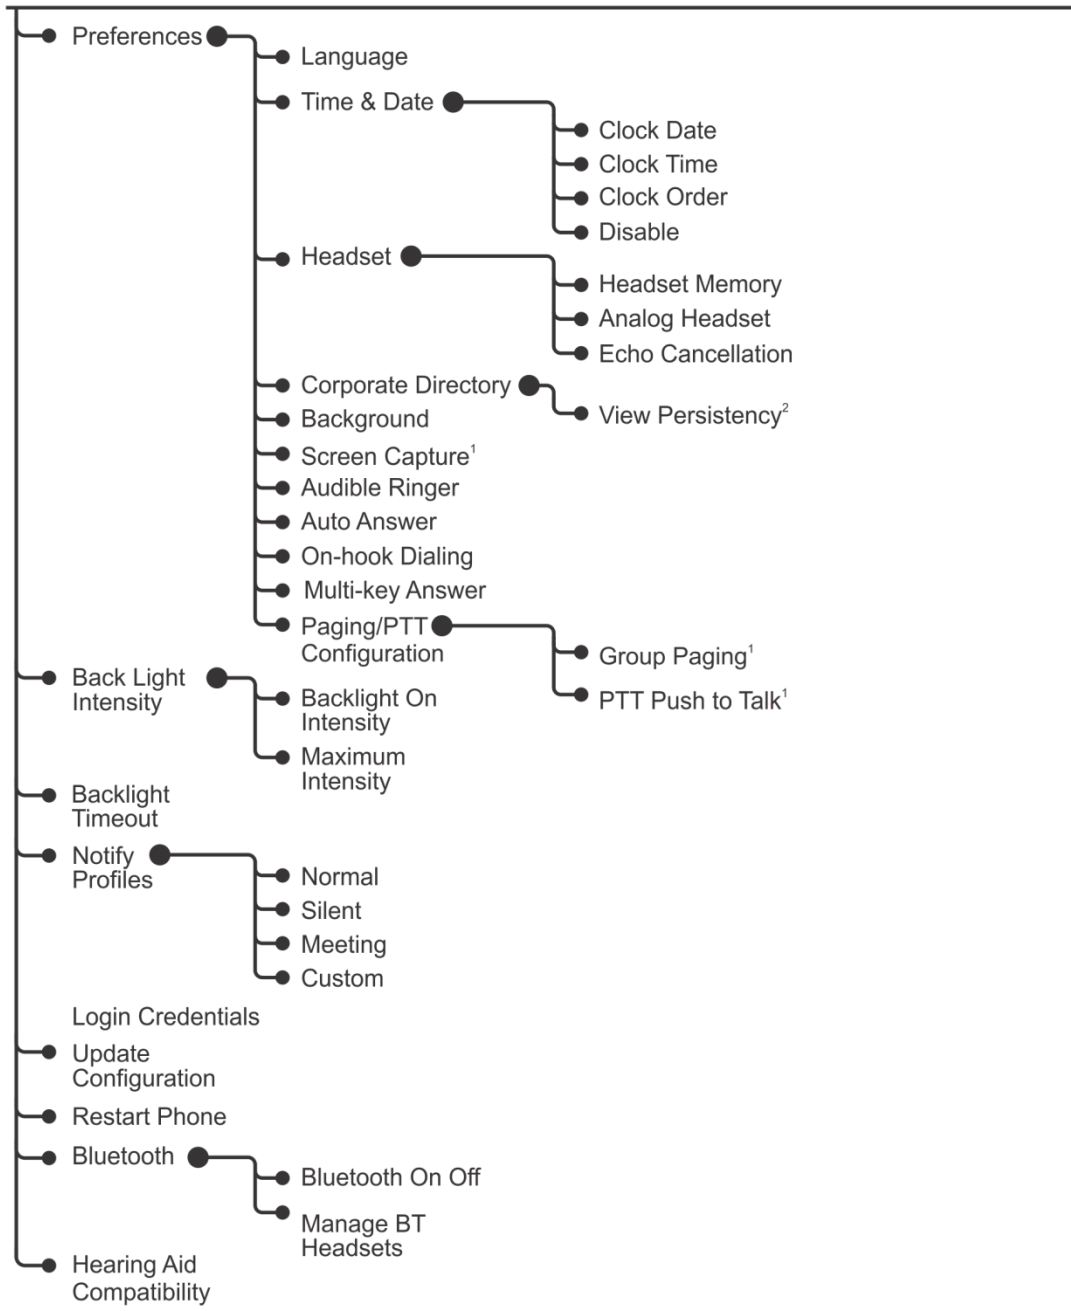 Preferences
Language
Time & Date
Clock Date
Clock Time
Clock Order
Disable
Headset
Headset Memory
Analog Headset
Echo Cancellation
Corporate Directory
View Persistency²
Background
Screen Capture¹
Audible Ringer
Auto Answer
On-hook Dialing
Multi-key Answer
Paging/PTT
Configuration
Group Paging¹
PTT Push to Talk¹
Back Light
Intensity
Backlight On
Intensity
Maximum
Intensity
Backlight
Timeout
Notify
Profiles
Normal
Silent
Meeting
Custom
Login Credentials
Update
Configuration
Restart Phone
Bluetooth
Bluetooth On Off
Manage BT
Headsets
Hearing Aid
Compatibility